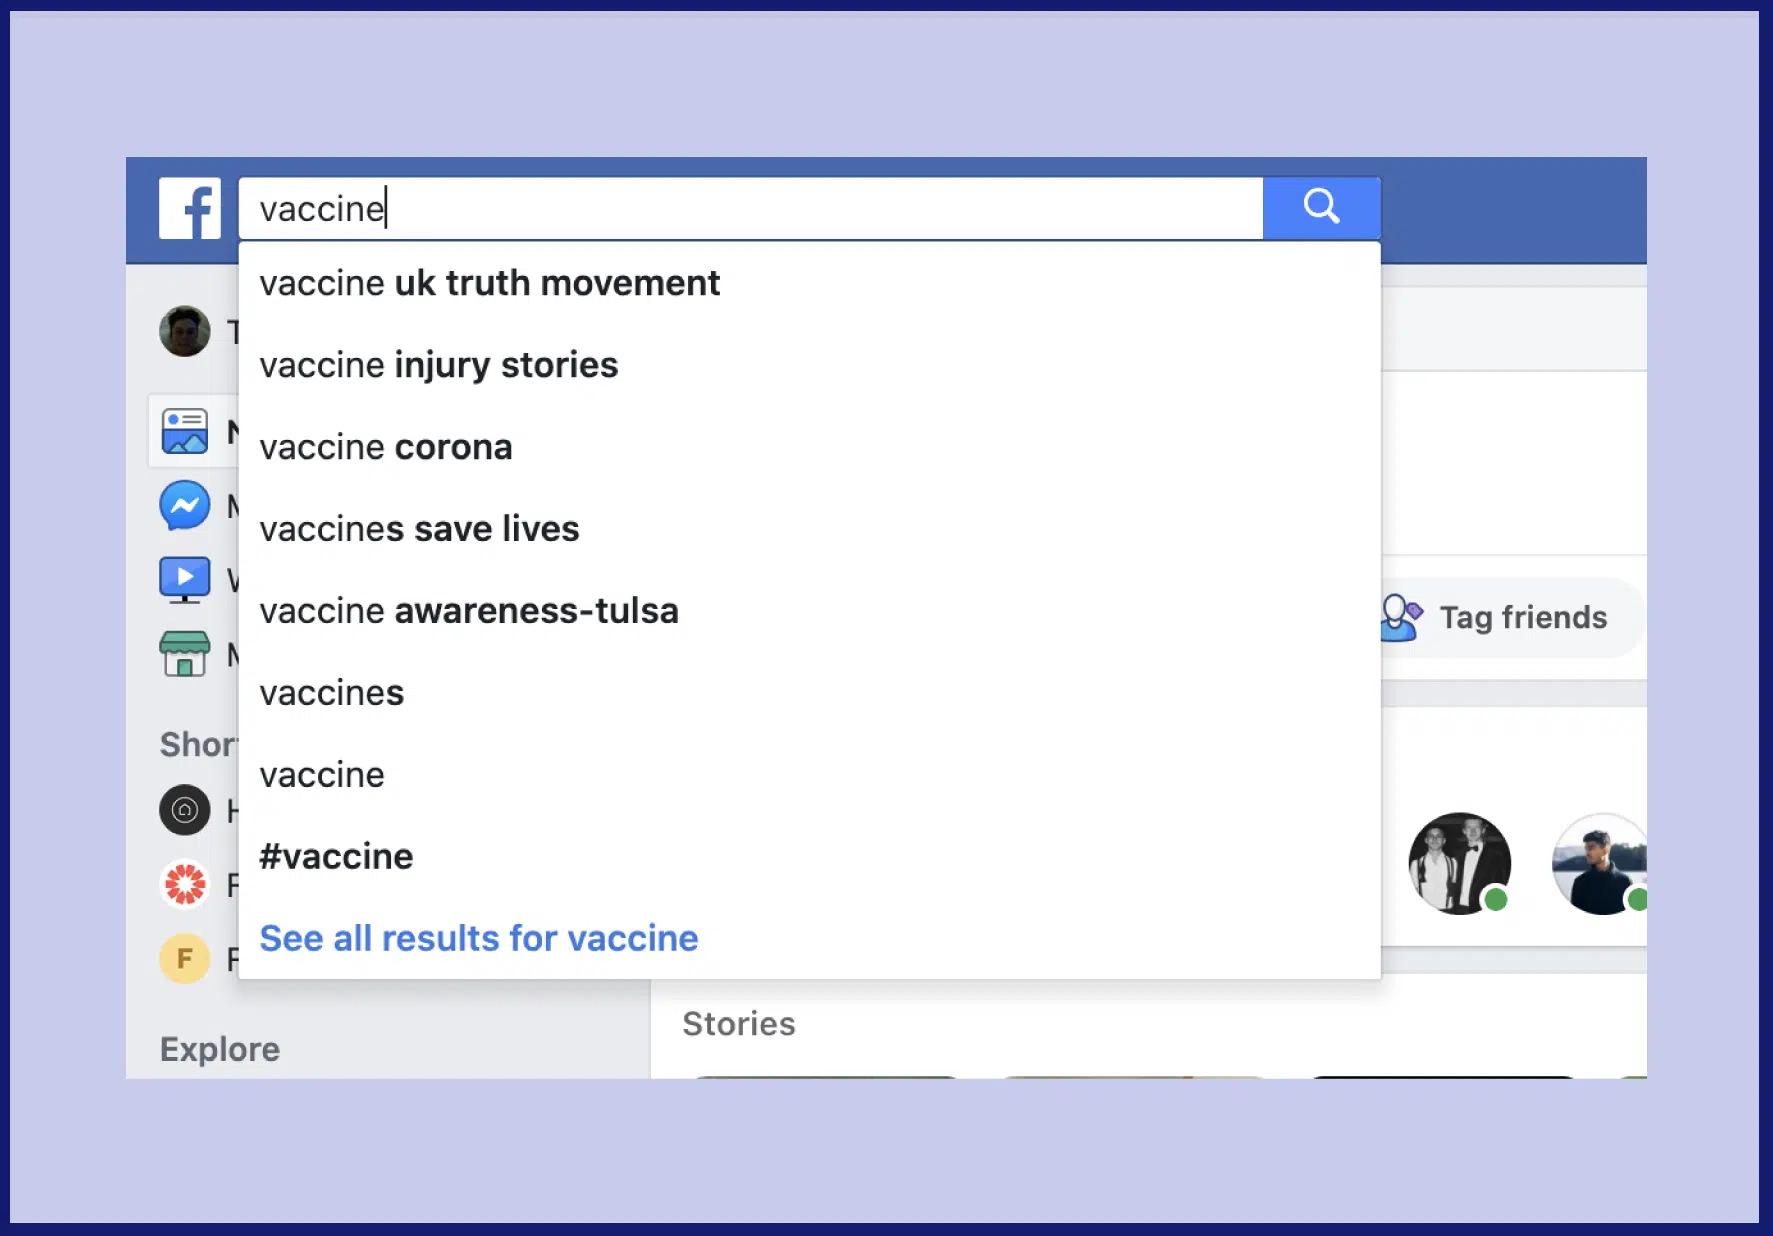 f
vaccine
vaccine uk truth movement
vaccine injury stories
vaccine corona
vaccines save lives
vaccine awareness-tulsa
vaccines
vaccine
#vaccine
See all results for vaccine
Tag friends
F
Stories
Explore